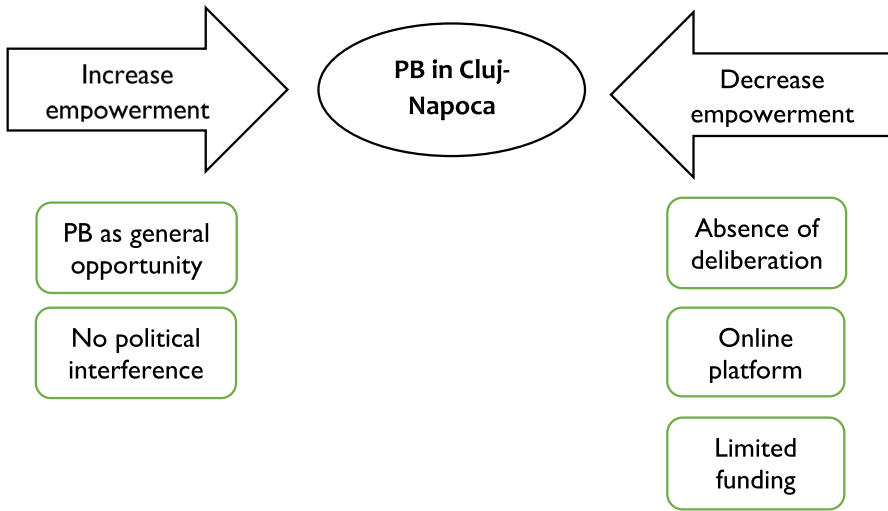 Increase
empowerment
PB in Cluj-
Napoca
Decrease
empowerment
PB as general
opportunity
No political
interference
Absence of
deliberation
Online
platform
Limited
funding